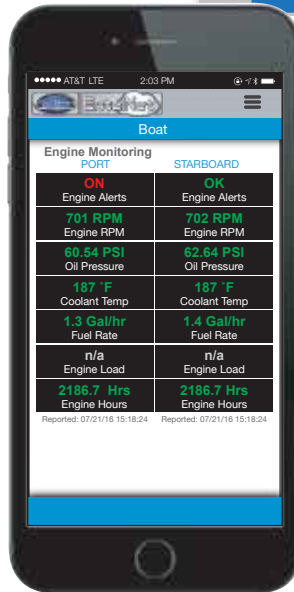 AT&T LTE 2:03 PM
Boat
Engine Monitoring
PORT STARBOARD
ON OK
Engine Alerts Engine Alerts
701 RPM 702 RPM
Engine RPM Engine RPM
60.54 PSI 62.64 PSI
Oil Pressure Oil Pressure
187 °F 187 °F
Coolant Temp Coolant Temp
1.3 Gal/hr 1.4 Gal/hr
Fuel Rate Fuel Rate
n/a n/a
Engine Load Engine Load
2186.7 Hrs 2186.7 Hrs
Engine Hours Engine Hours
Reported: 07/21/16 15:18:24 Reported: 07/21/16 15:18:24